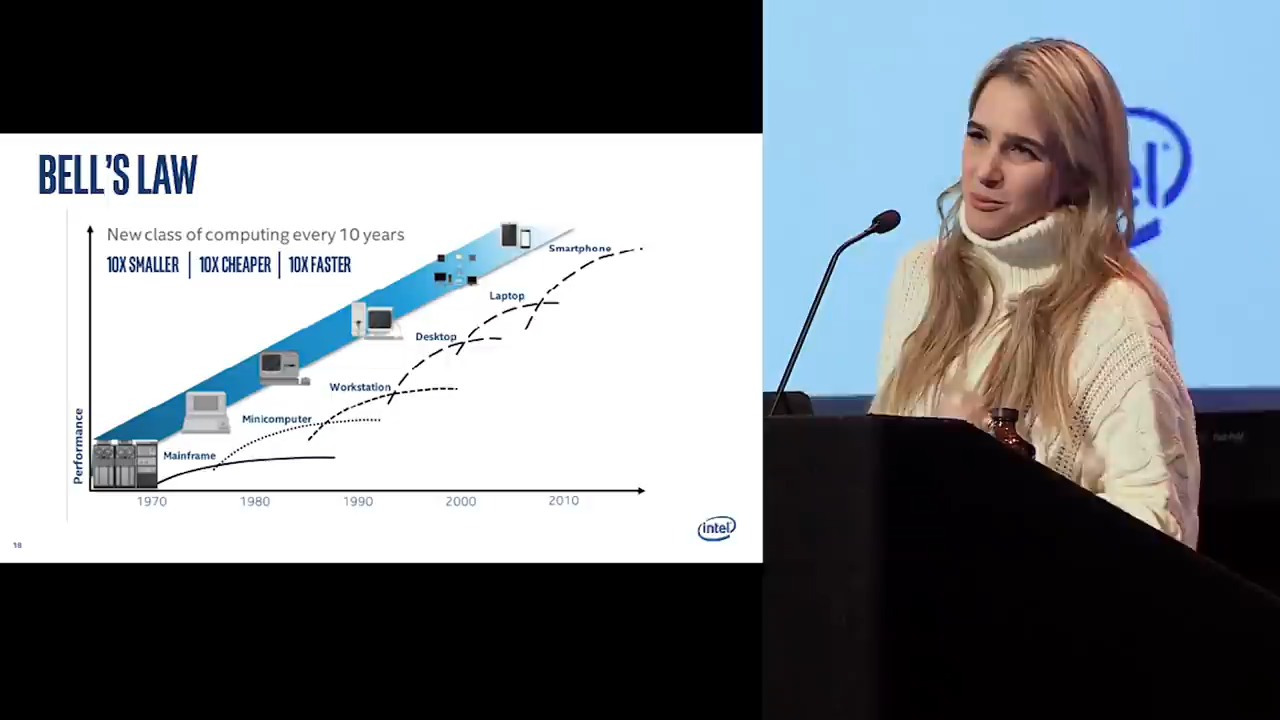 BELL'S LAW
New class of computing every 10 years
10X SMALLER | 10X CHEAPER | 10X FASTER
Smartphone
Laptop
Desktop
Workstation
Minicomputer
Mainframe
Performance
1970 1980 1990 2000 2010
intel
18